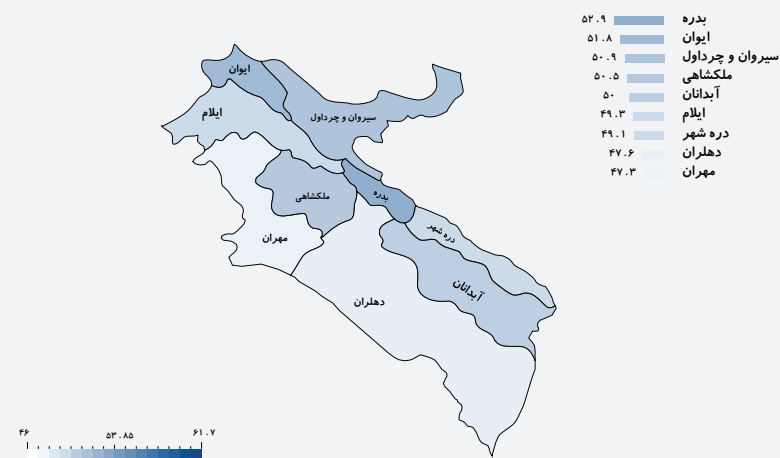 بدره ۵۲.۹
ایوان ۵۱.۸
سیروان و چرداول ۵۰.۹
ملکشاهی ۵۰.۵
آبدانان ۵۰
ایلام ۴۹.۳
دره شهر ۴۹.۱
دهلران ۴۷.۶
مهران ۴۷.۳
ایوان
ایلام
سیروان و چرداول
ملکشاهی
بدره
مهران
دره شهر
آبدانان
دهلران
۴۶ ۵۳.۸۵ ۶۱.۷